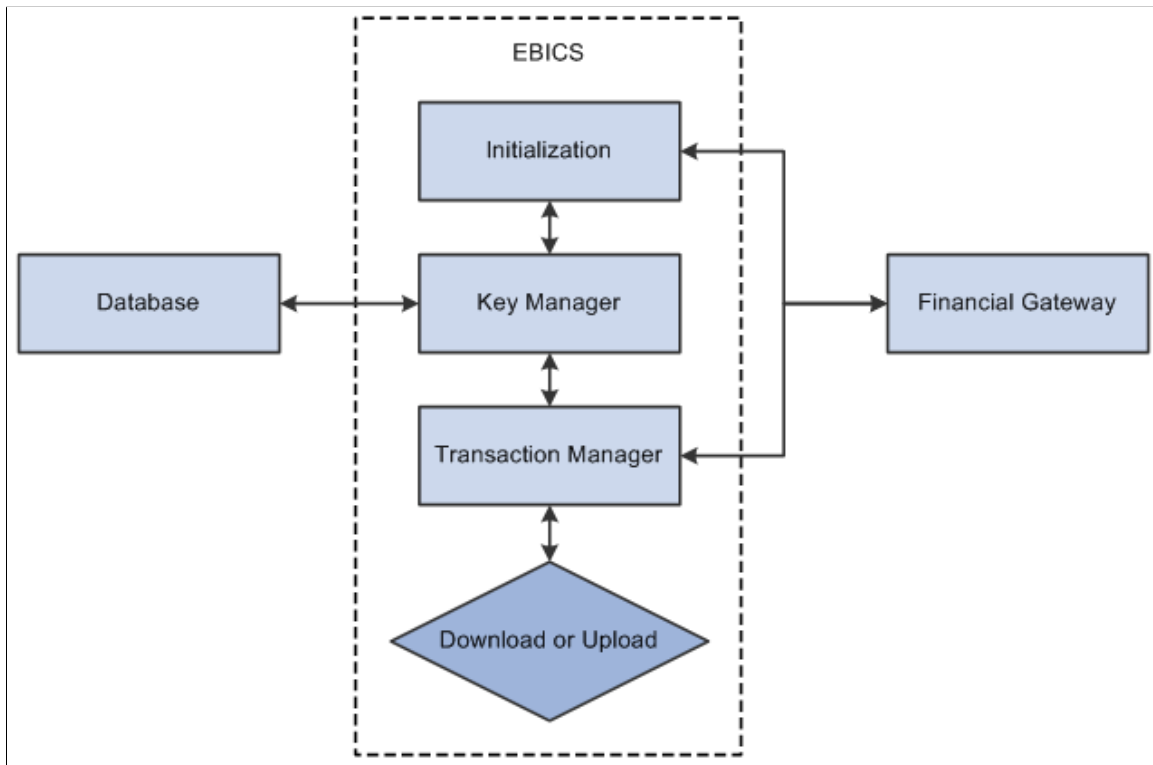 EBICS
Initialization
Database
Key Manager
Financial Gateway
Transaction Manager
Download or Upload